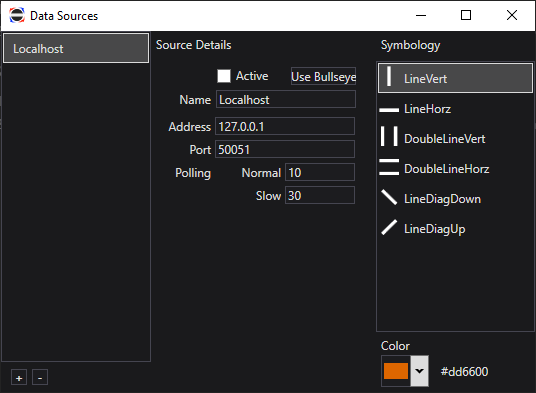 Data Sources
Localhost
Source Details
Active
Use Bullseye
Name Localhost
Address 127.0.0.1
Port 50051
Polling Normal 10
Slow 30
Symbology
LineVert
LineHorz
DoubleLineVert
DoubleLineHorz
LineDiagDown
LineDiagUp
Color
#dd6600
+ -